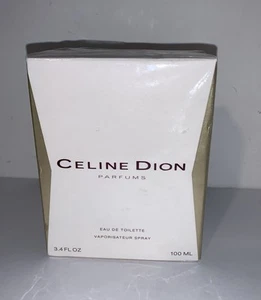 CELINE DION
PARFUMS
EAU DE TOILETTE
VAPORISATEUR SPRAY
3.4 FL OZ 100 ML